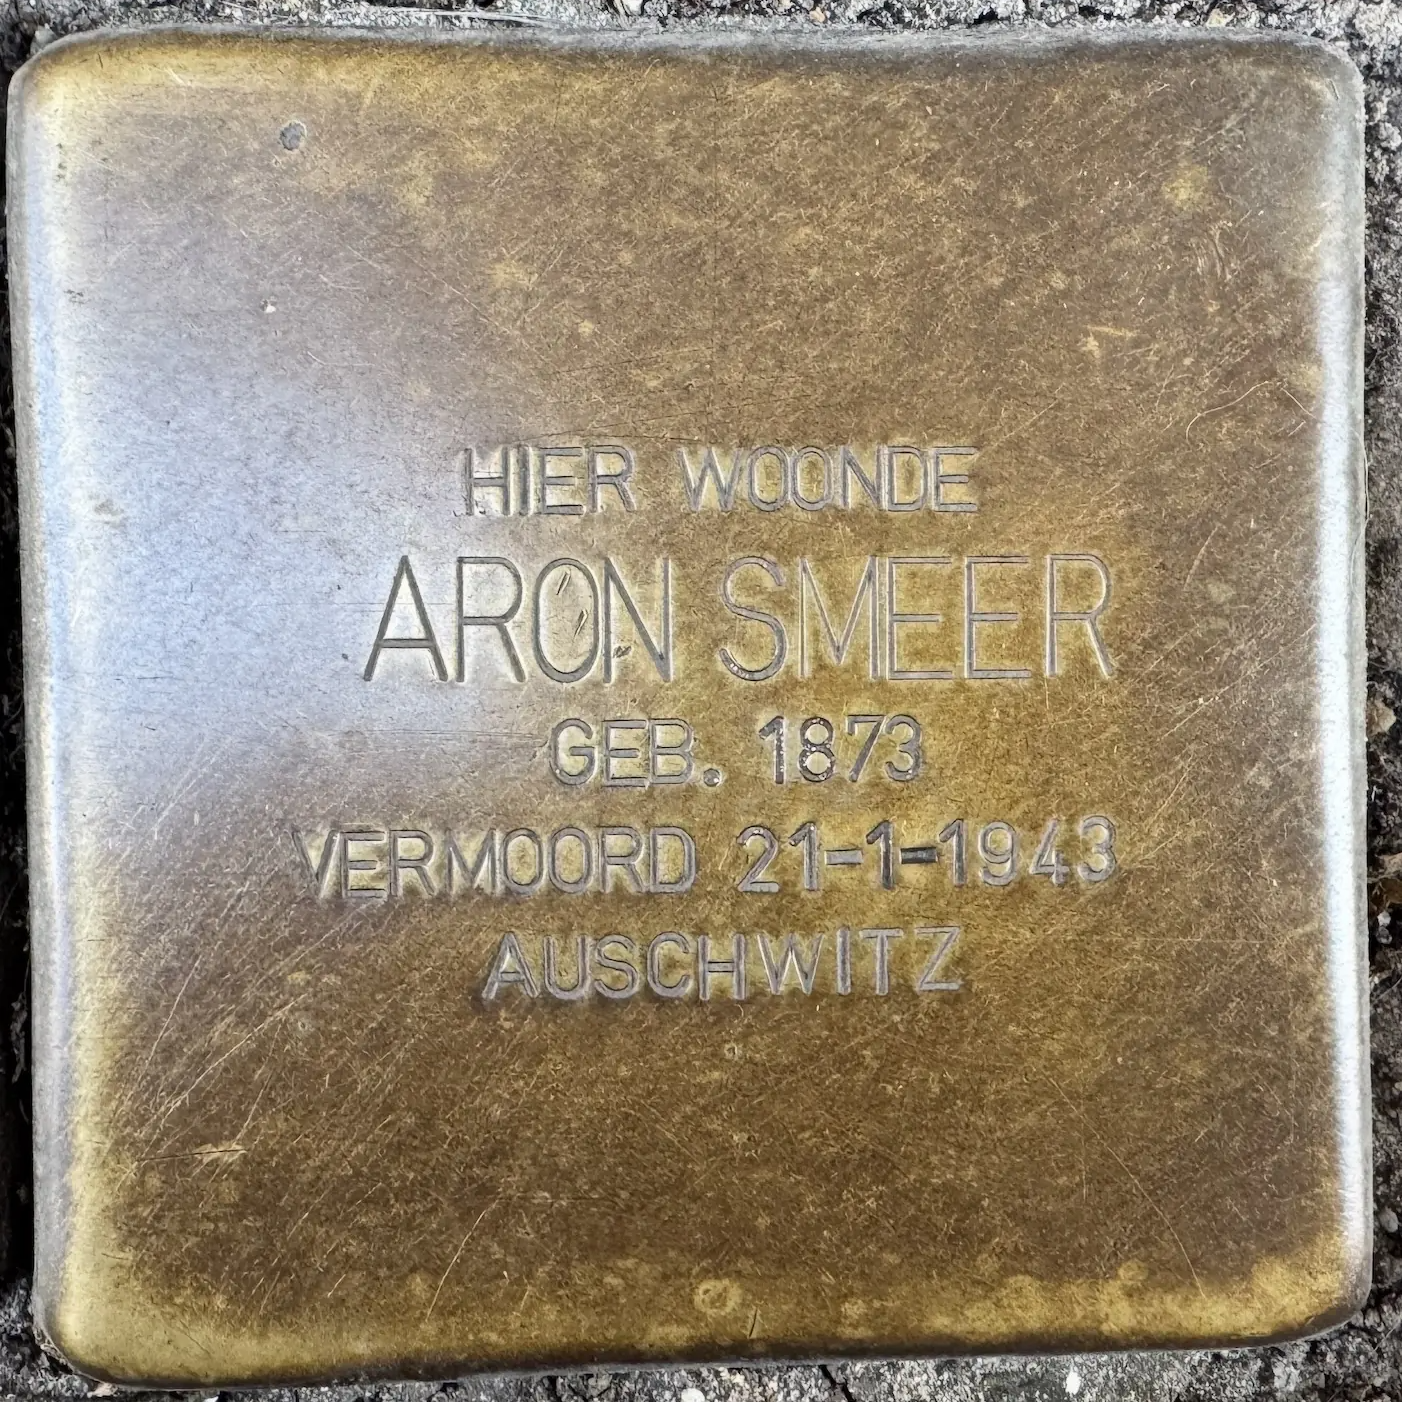 HIER WOONDE
ARON SMEER
GEB. 1873
VERMOORD 21-1-1943
AUSCHWITZ